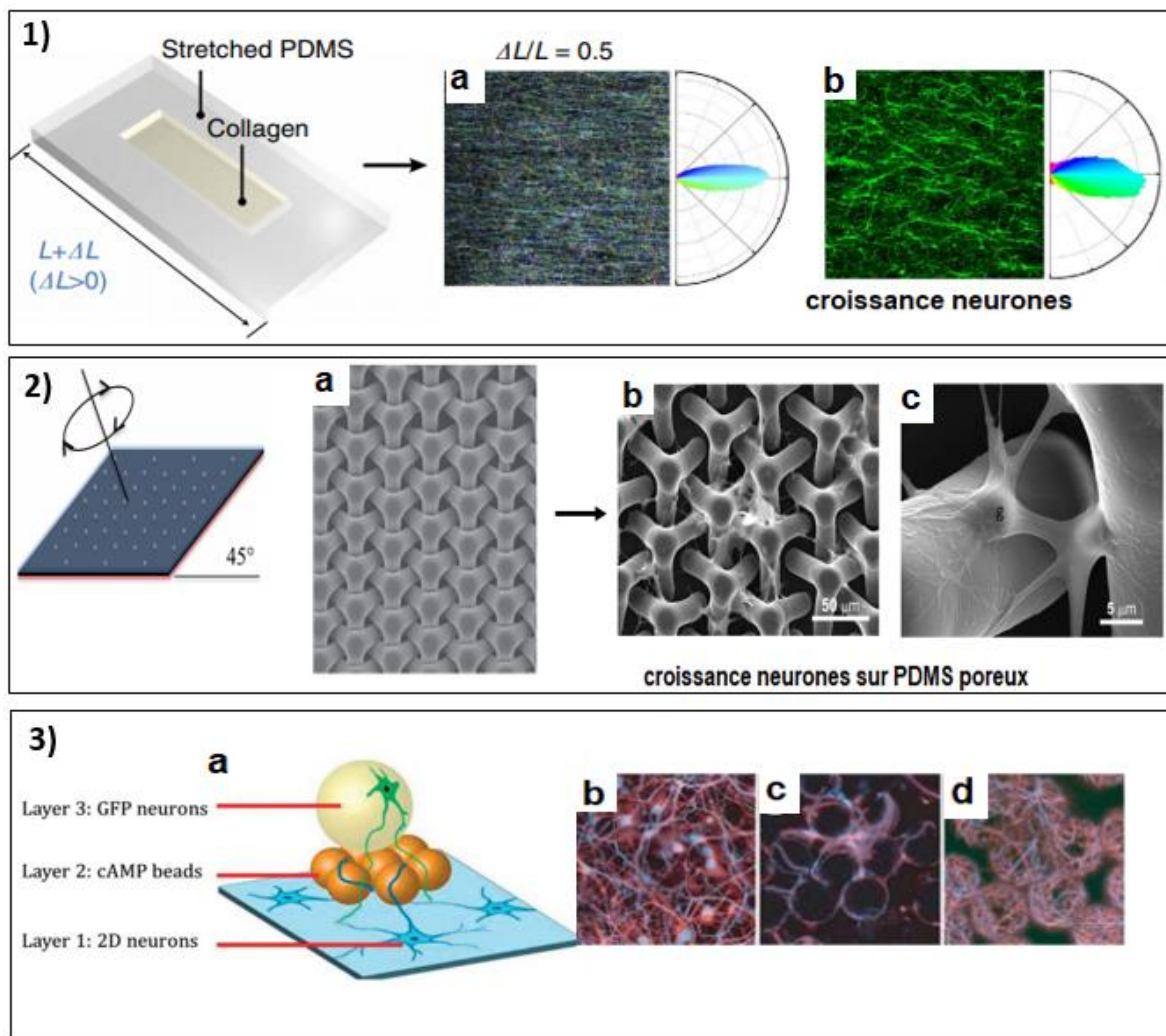 1)
Stretched PDMS
Collagen
L+ΔL
(ΔL>0)
ΔL/L = 0.5
a
b
croissance neurones
2)
45°
a
b
50 μm
c
5 μm
croissance neurones sur PDMS poreux
3)
a
Layer 3: GFP neurons
Layer 2: cAMP beads
Layer 1: 2D neurons
b
c
d